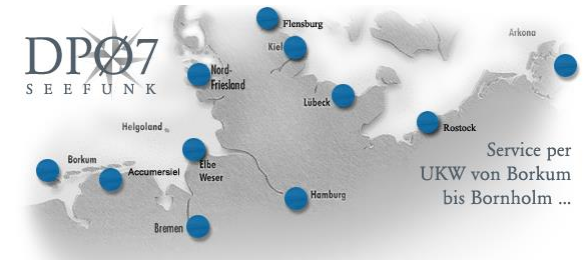 DPØ7
SEEFUNK
Flensburg
Kiel
Arkona
Nord-
Friesland
Lübeck
Rostock
Helgoland
Borkum
Accumersiel
Elbe
Weser
Hamburg
Bremen
Service per
UKW von Borkum
bis Bornholm ...